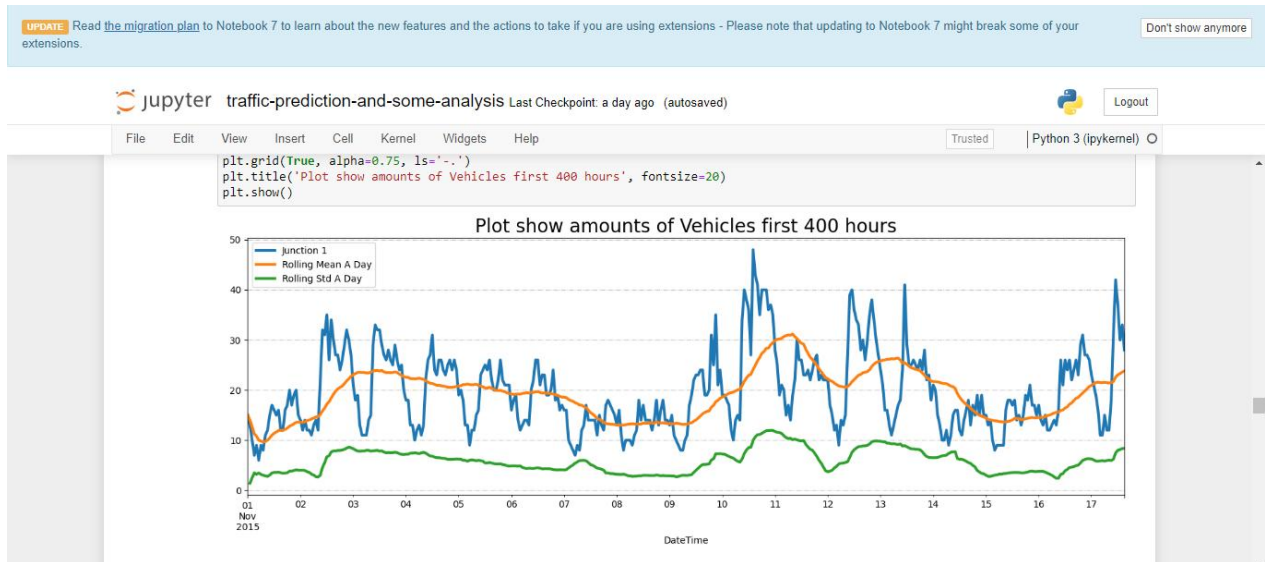 UPDATE Read the migration plan to Notebook 7 to learn about the new features and the actions to take if you are using extensions - Please note that updating to Notebook 7 might break some of your
extensions.
Don't show anymore
jupyter traffic-prediction-and-some-analysis Last Checkpoint: a day ago (autosaved)
Logout
File Edit View Insert Cell Kernel Widgets Help
Trusted
Python 3 (ipykernel)
plt.grid(True, alpha=0.75, ls='-.')
plt.title('Plot show amounts of Vehicles first 400 hours', fontsize=20)
plt.show()
Plot show amounts of Vehicles first 400 hours
Junction 1
Rolling Mean A Day
Rolling Std A Day
50
40
30
20
10
0
01 02 03 04 05 06 07 08 09 10 11 12 13 14 15 16 17
Nov
2015
DateTime